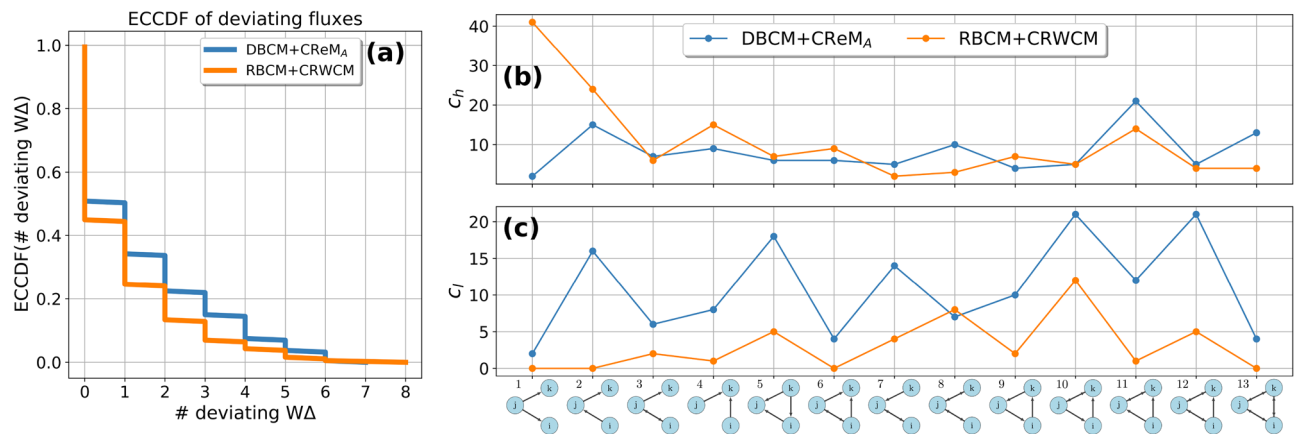 ECCDF of deviating fluxes
DBCM+CReM_A
RBCM+CRWCM
(a)
ECCDF(# deviating WΔ)
1.0
0.8
0.6
0.4
0.2
0.0
0 1 2 3 4 5 6 7 8
# deviating WΔ
DBCM+CReM_A RBCM+CRWCM
(b)
c_h
40
30
20
10
(c)
c_l
20
15
10
5
0
1 2 3 4 5 6 7 8 9 10 11 12 13
k k k k k k k k k k k k k
j j j j j j j j j j j j j
i i i i i i i i i i i i i